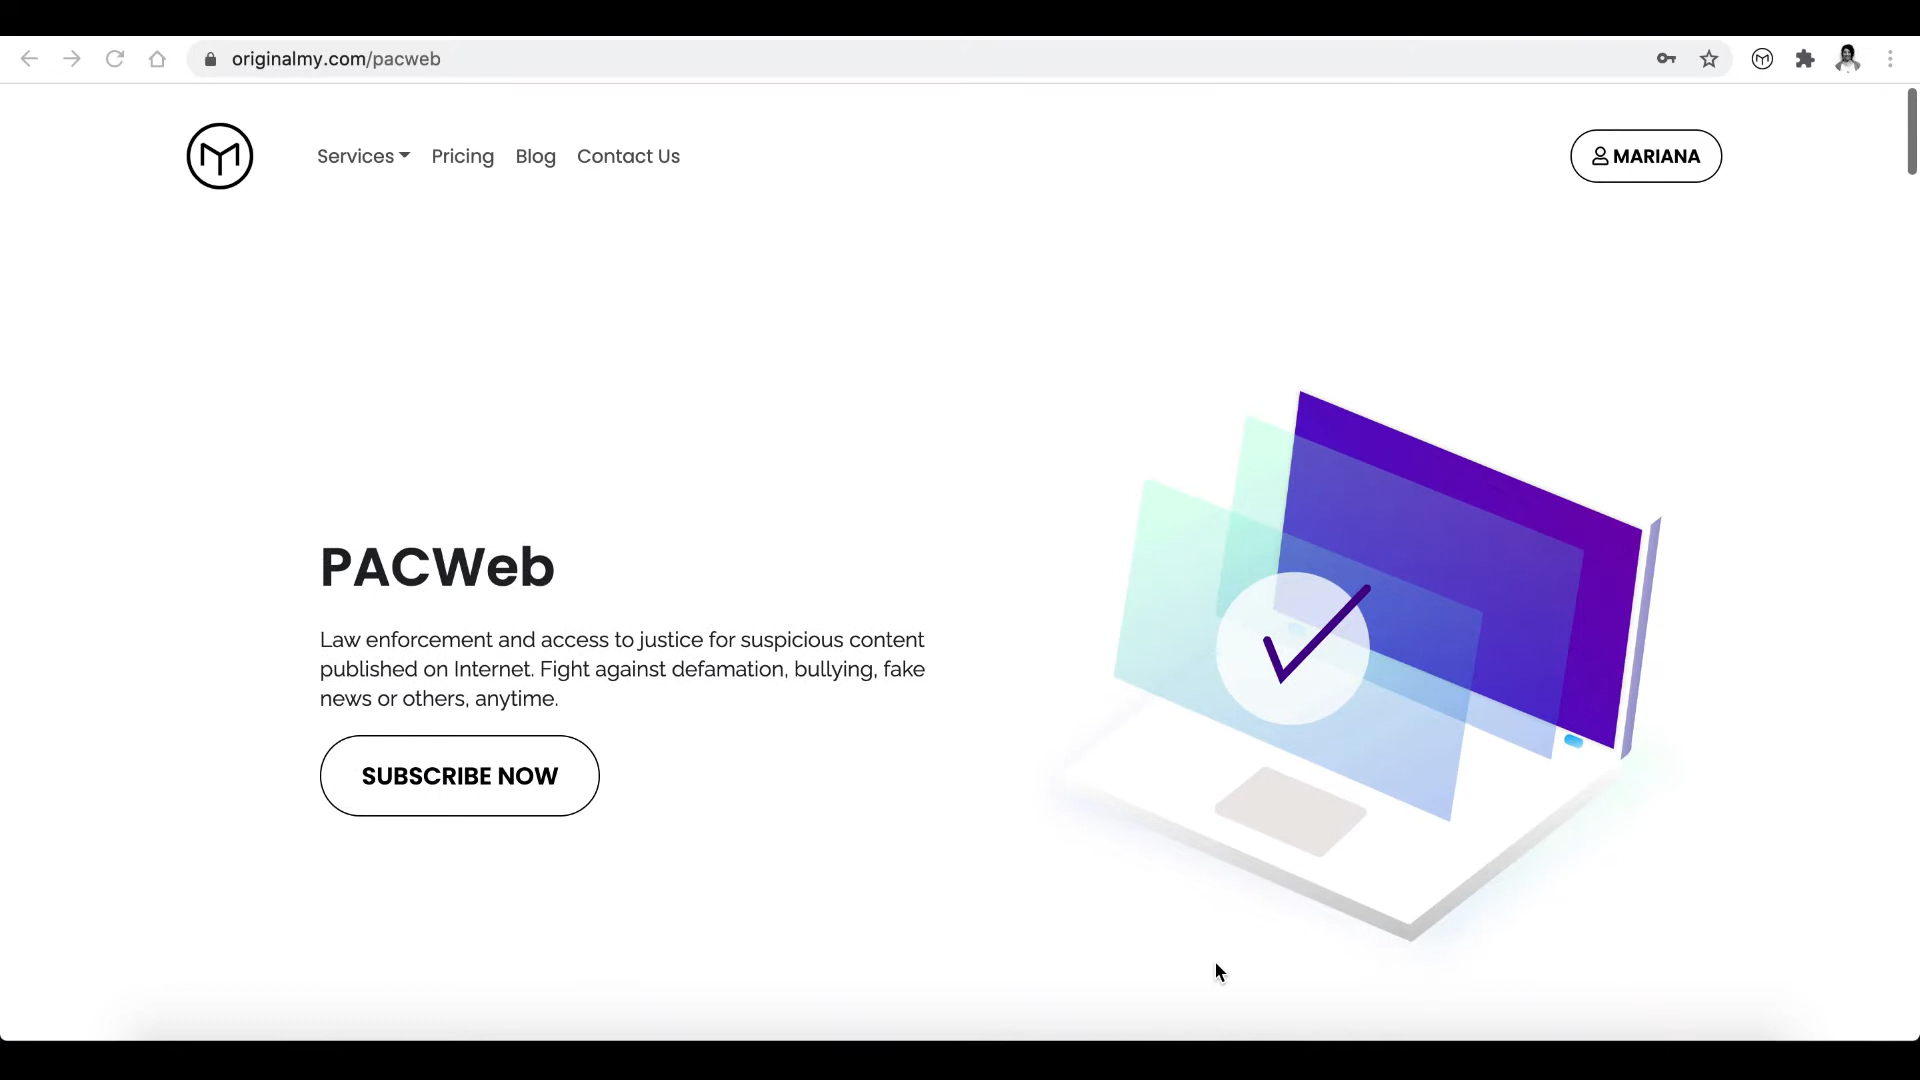 originalmy.com/pacweb
Services Pricing Blog Contact Us
MARIANA
PACWeb
Law enforcement and access to justice for suspicious content
published on Internet. Fight against defamation, bullying, fake
news or others, anytime.
SUBSCRIBE NOW